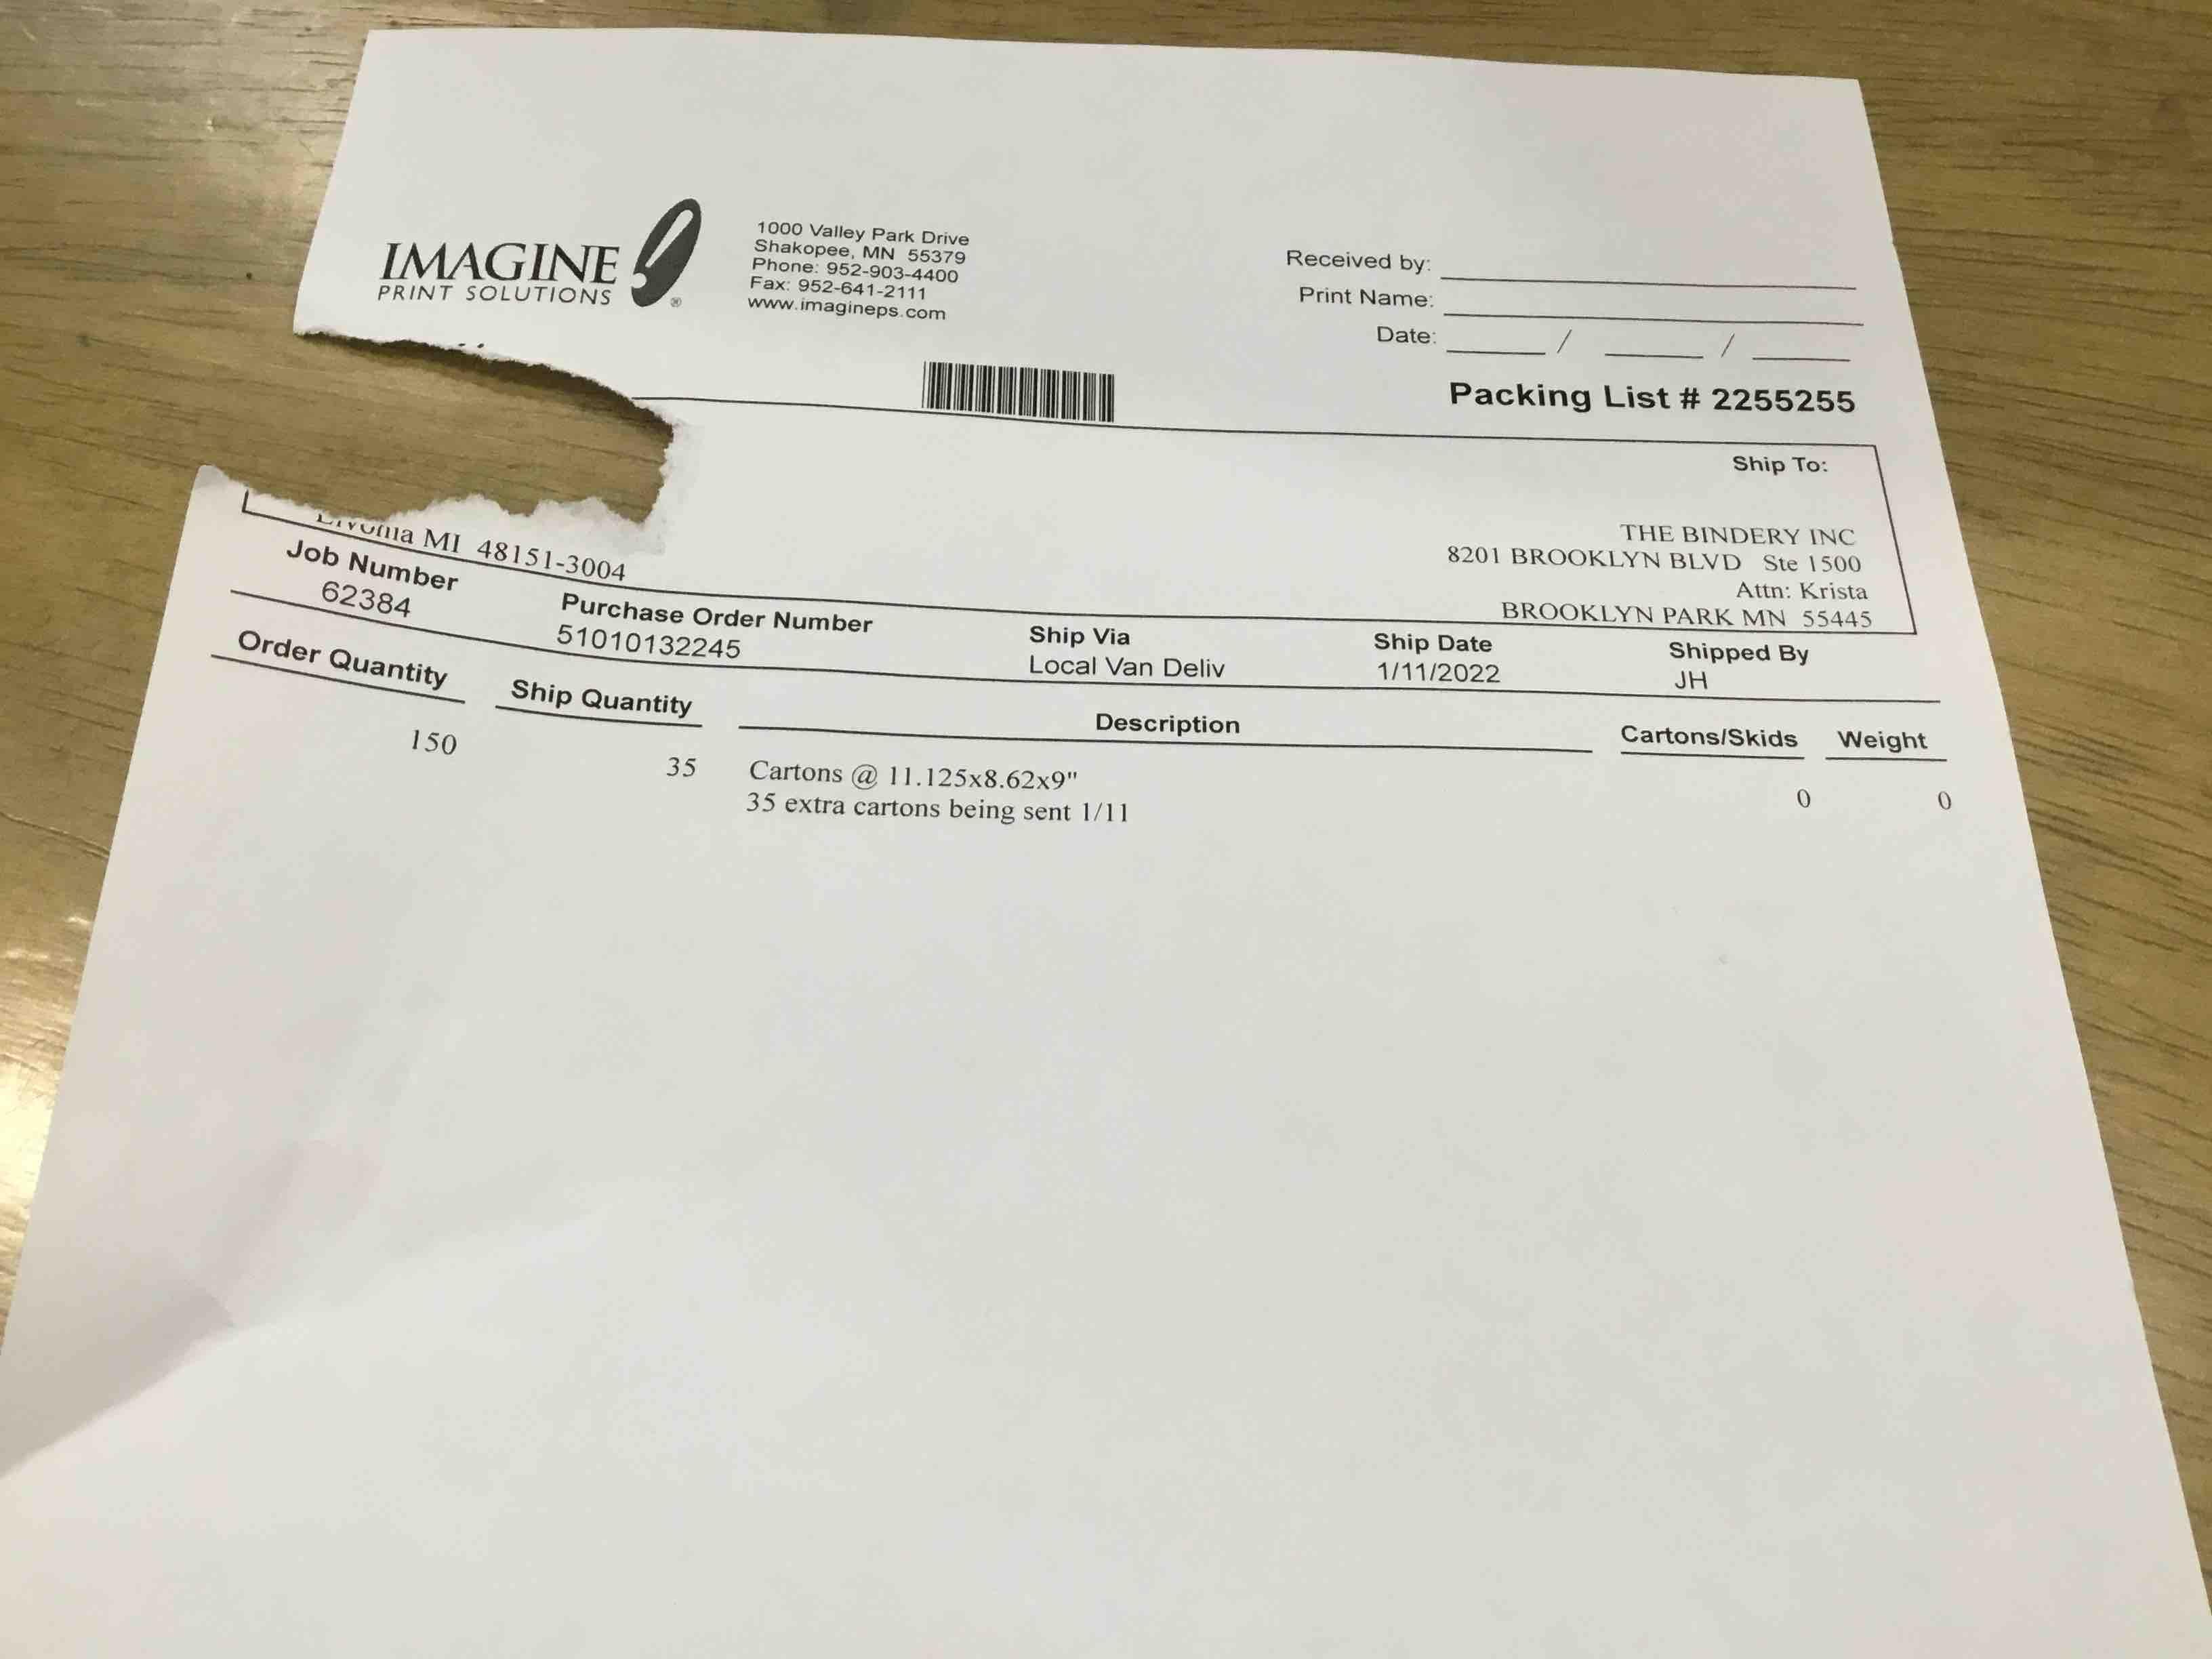 IMAGINE
PRINT SOLUTIONS
®
1000 Valley Park Drive
Shakopee, MN 55379
Phone: 952-903-4400
Fax: 952-641-2111
www.imagineps.com
Received by:
Print Name:
Date: / /
Packing List # 2255255
Ship To:
THE BINDERY INC
8201 BROOKLYN BLVD Ste 1500
Attn: Krista
BROOKLYN PARK MN 55445
Livonia MI 48151-3004
Job Number
62384
Purchase Order Number
51010132245
Ship Via
Local Van Deliv
Ship Date
1/11/2022
Shipped By
JH
Order Quantity Ship Quantity Description Cartons/Skids Weight
150 35 Cartons @ 11.125x8.62x9" 0 0
35 extra cartons being sent 1/11